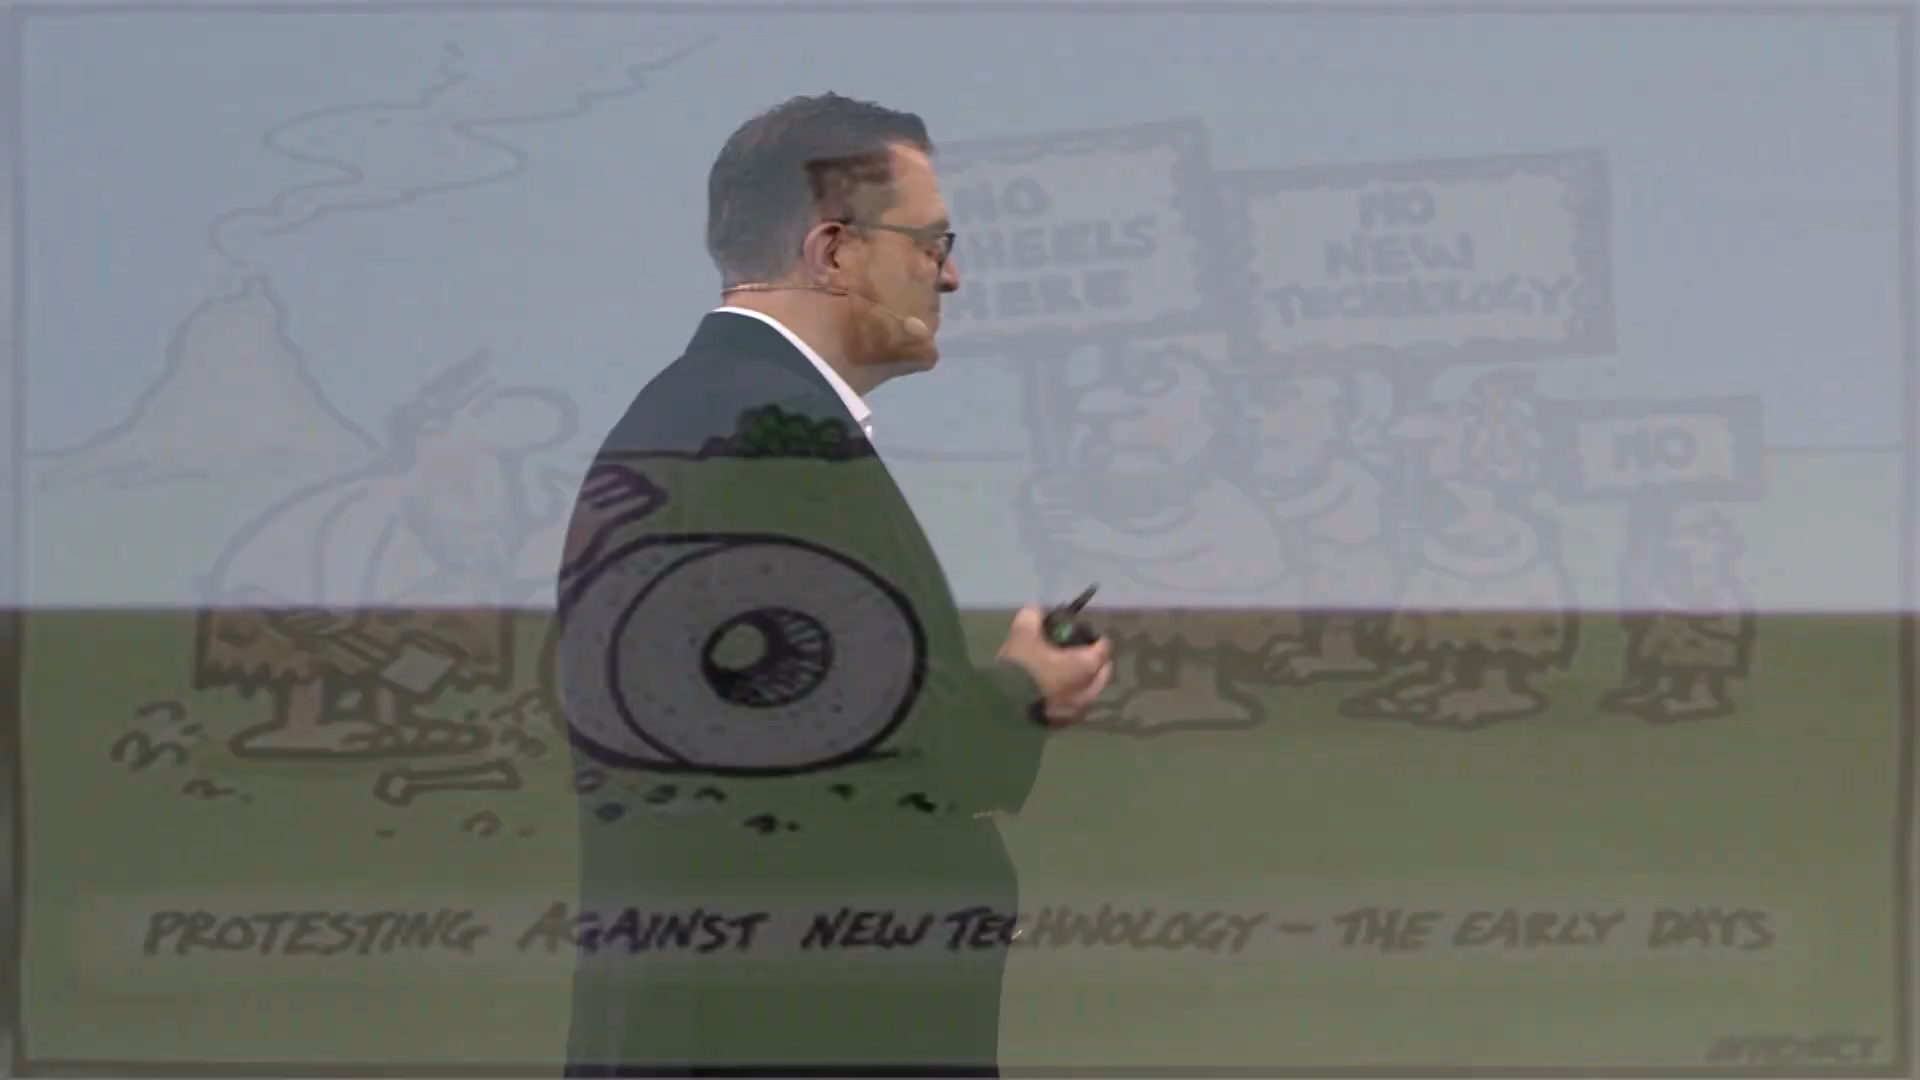 NO
WHEELS
HERE
NO
NEW
TECHNOLOGY
NO
PROTESTING AGAINST NEW TECHNOLOGY – THE EARLY DAYS